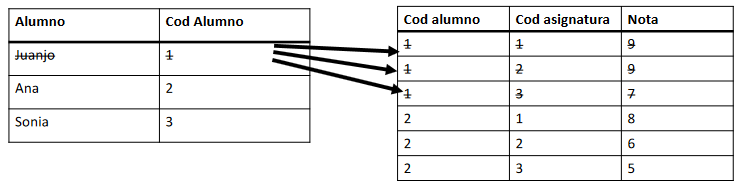 Alumno Cod Alumno
Juanjo 1
Ana 2
Sonia 3
Cod alumno Cod asignatura Nota
1 1 9
1 2 9
1 3 7
2 1 8
2 2 6
2 3 5